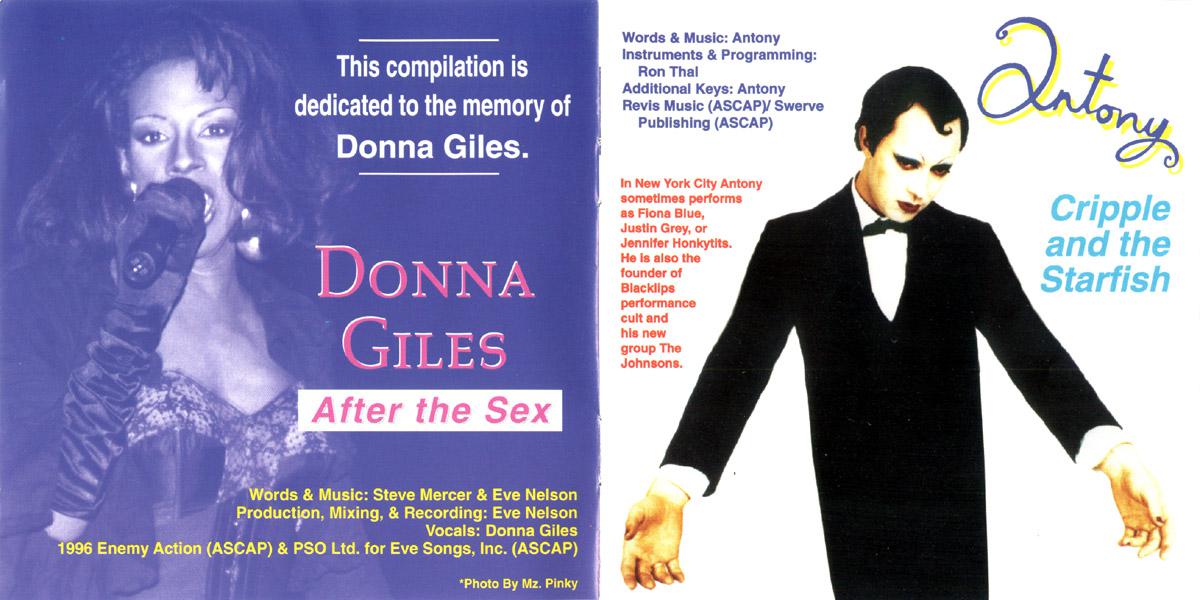 This compilation is
dedicated to the memory of
Donna Giles.
DONNA
GILES
After the Sex
Words & Music: Steve Mercer & Eve Nelson
Production, Mixing, & Recording: Eve Nelson
Vocals: Donna Giles
1996 Enemy Action (ASCAP) & PSO Ltd. for Eve Songs, Inc. (ASCAP)
*Photo By Mz. Pinky
Words & Music: Antony
Instruments & Programming:
Ron Thal
Additional Keys: Antony
Revis Music (ASCAP)/ Swerve
Publishing (ASCAP)
Antony
In New York City Antony
sometimes performs
as Fiona Blue,
Justin Grey, or
Jennifer Honkytits.
He is also the
founder of
Blacklips
performance
cult and
his new
group The
Johnsons.
Cripple
and the
Starfish